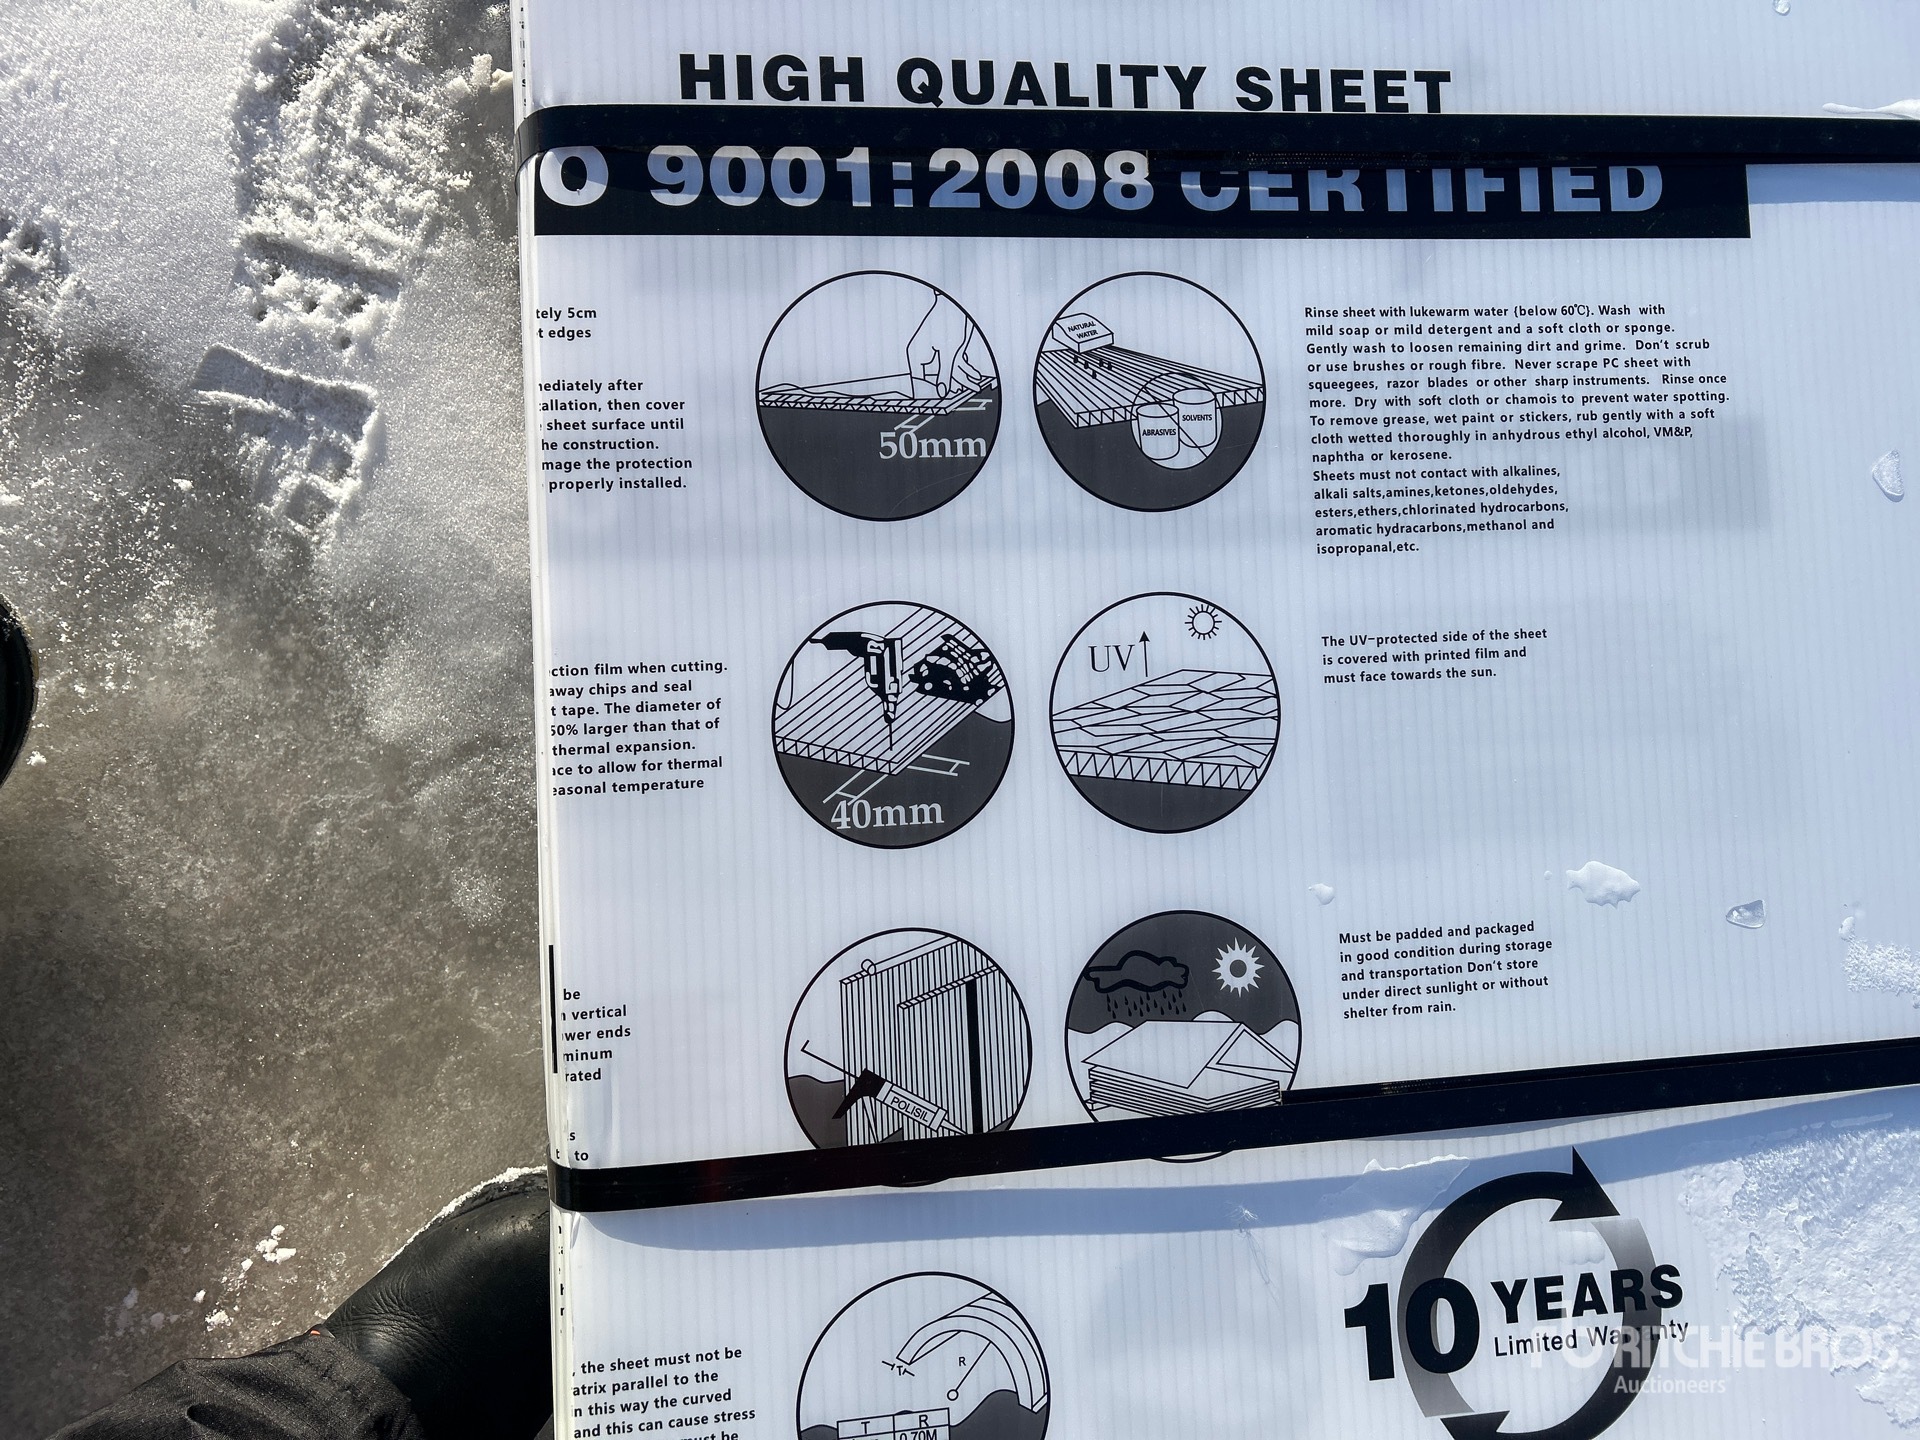 HIGH QUALITY SHEET
O 9001:2008 CERTIFIED
tely 5cm
edges
nediately after
allation, then cover
sheet surface until
he construction.
mage the protection
properly installed.
50mm
NATURAL
WATER
ABRASIVES
SOLVENTS
Rinse sheet with lukewarm water {below 60℃}. Wash with
mild soap or mild detergent and a soft cloth or sponge.
Gently wash to loosen remaining dirt and grime. Don't scrub
or use brushes or rough fibre. Never scrape PC sheet with
squeegees, razor blades or other sharp instruments. Rinse once
more. Dry with soft cloth or chamois to prevent water spotting.
To remove grease, wet paint or stickers, rub gently with a soft
cloth wetted thoroughly in anhydrous ethyl alcohol, VM&P,
naphtha or kerosene.
Sheets must not contact with alkalines,
alkali salts,amines,ketones,oldehydes,
esters,ethers,chlorinated hydrocarbons,
aromatic hydracarbons,methanol and
isopropanal,etc.
ction film when cutting.
away chips and seal
t tape. The diameter of
50% larger than that of
thermal expansion.
ace to allow for thermal
easonal temperature
40mm
UV
The UV-protected side of the sheet
is covered with printed film and
must face towards the sun.
be
n vertical
ower ends
minum
rated
s
t to
POLISIL
Must be padded and packaged
in good condition during storage
and transportation Don't store
under direct sunlight or without
shelter from rain.
, the sheet must not be
atrix parallel to the
n this way the curved
and this can cause stress
must be
T
R
T R
0.70M
10 YEARS
Limited Warranty
RITCHIE BROS.
Auctioneers